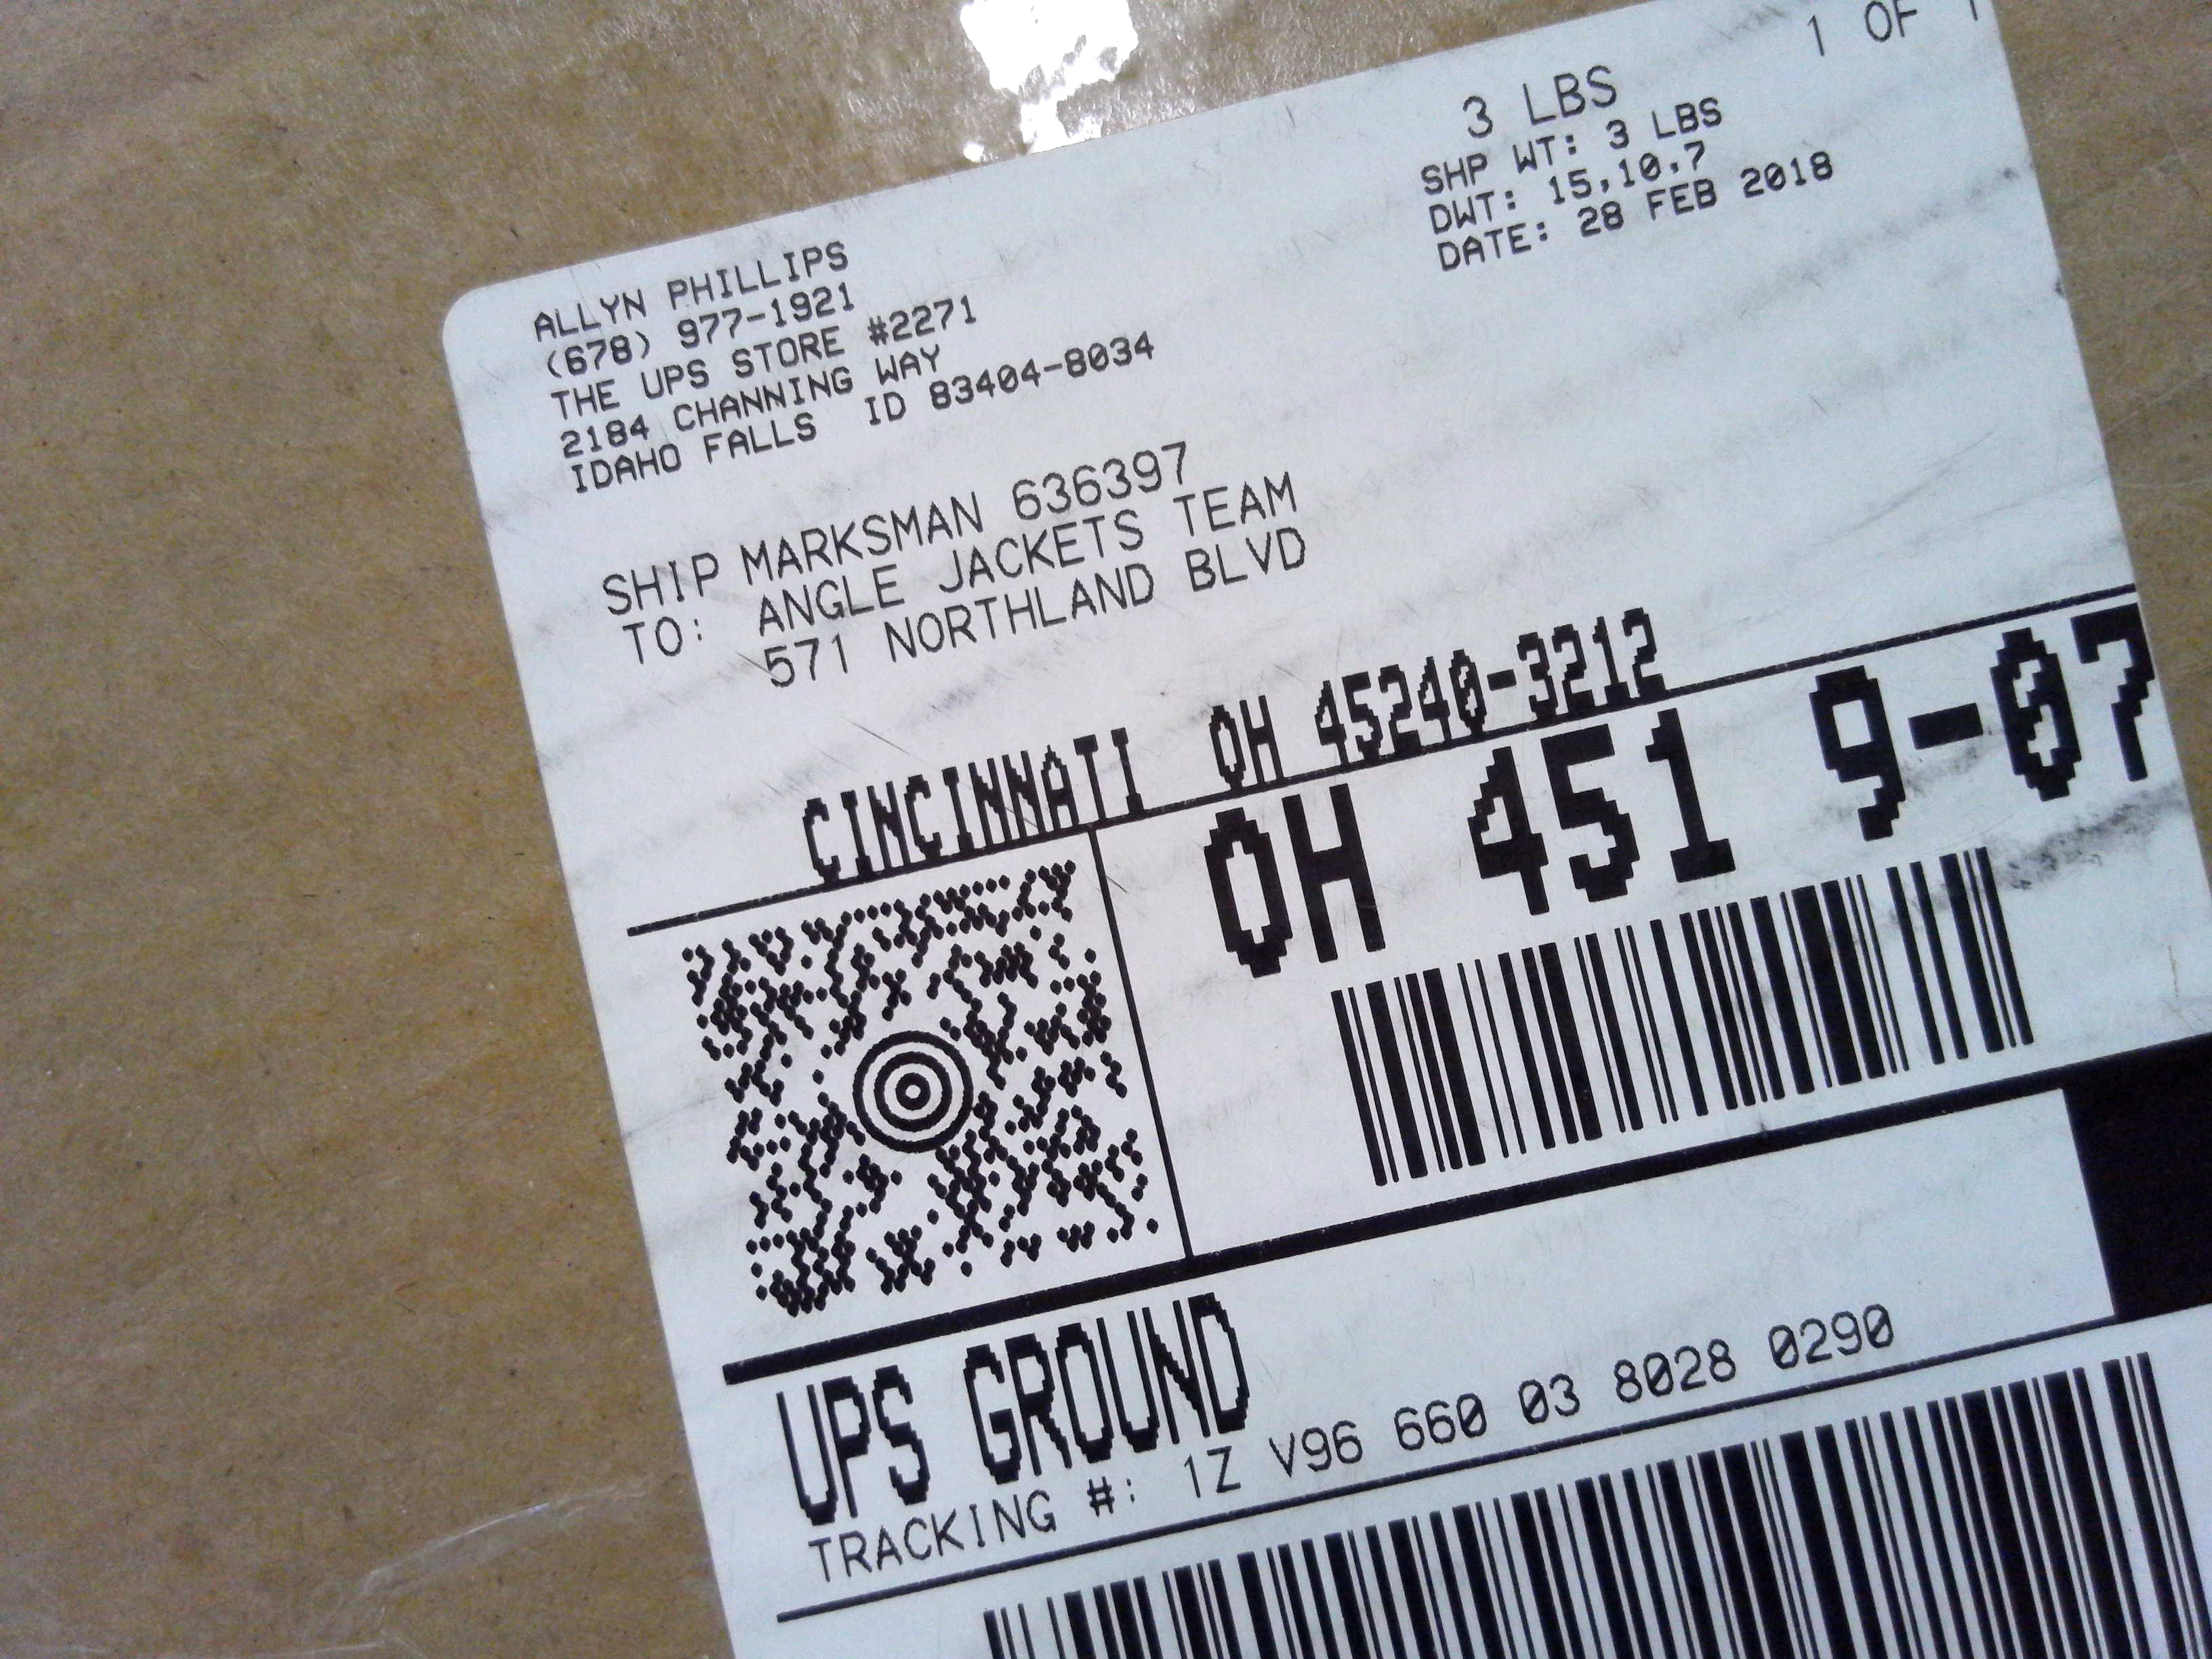 1 OF 1
3 LBS
SHP WT: 3 LBS
DWT: 15,10,7
DATE: 28 FEB 2018
ALLYN PHILLIPS
(678) 977-1921
THE UPS STORE #2271
2184 CHANNING WAY
IDAHO FALLS ID 83404-8034
SHIP MARKSMAN 636397
TO: ANGLE JACKETS TEAM
571 NORTHLAND BLVD
CINCINNATI OH 45240-3212
OH 451 9-07
UPS GROUND
TRACKING #: 1Z V96 660 03 8028 0290